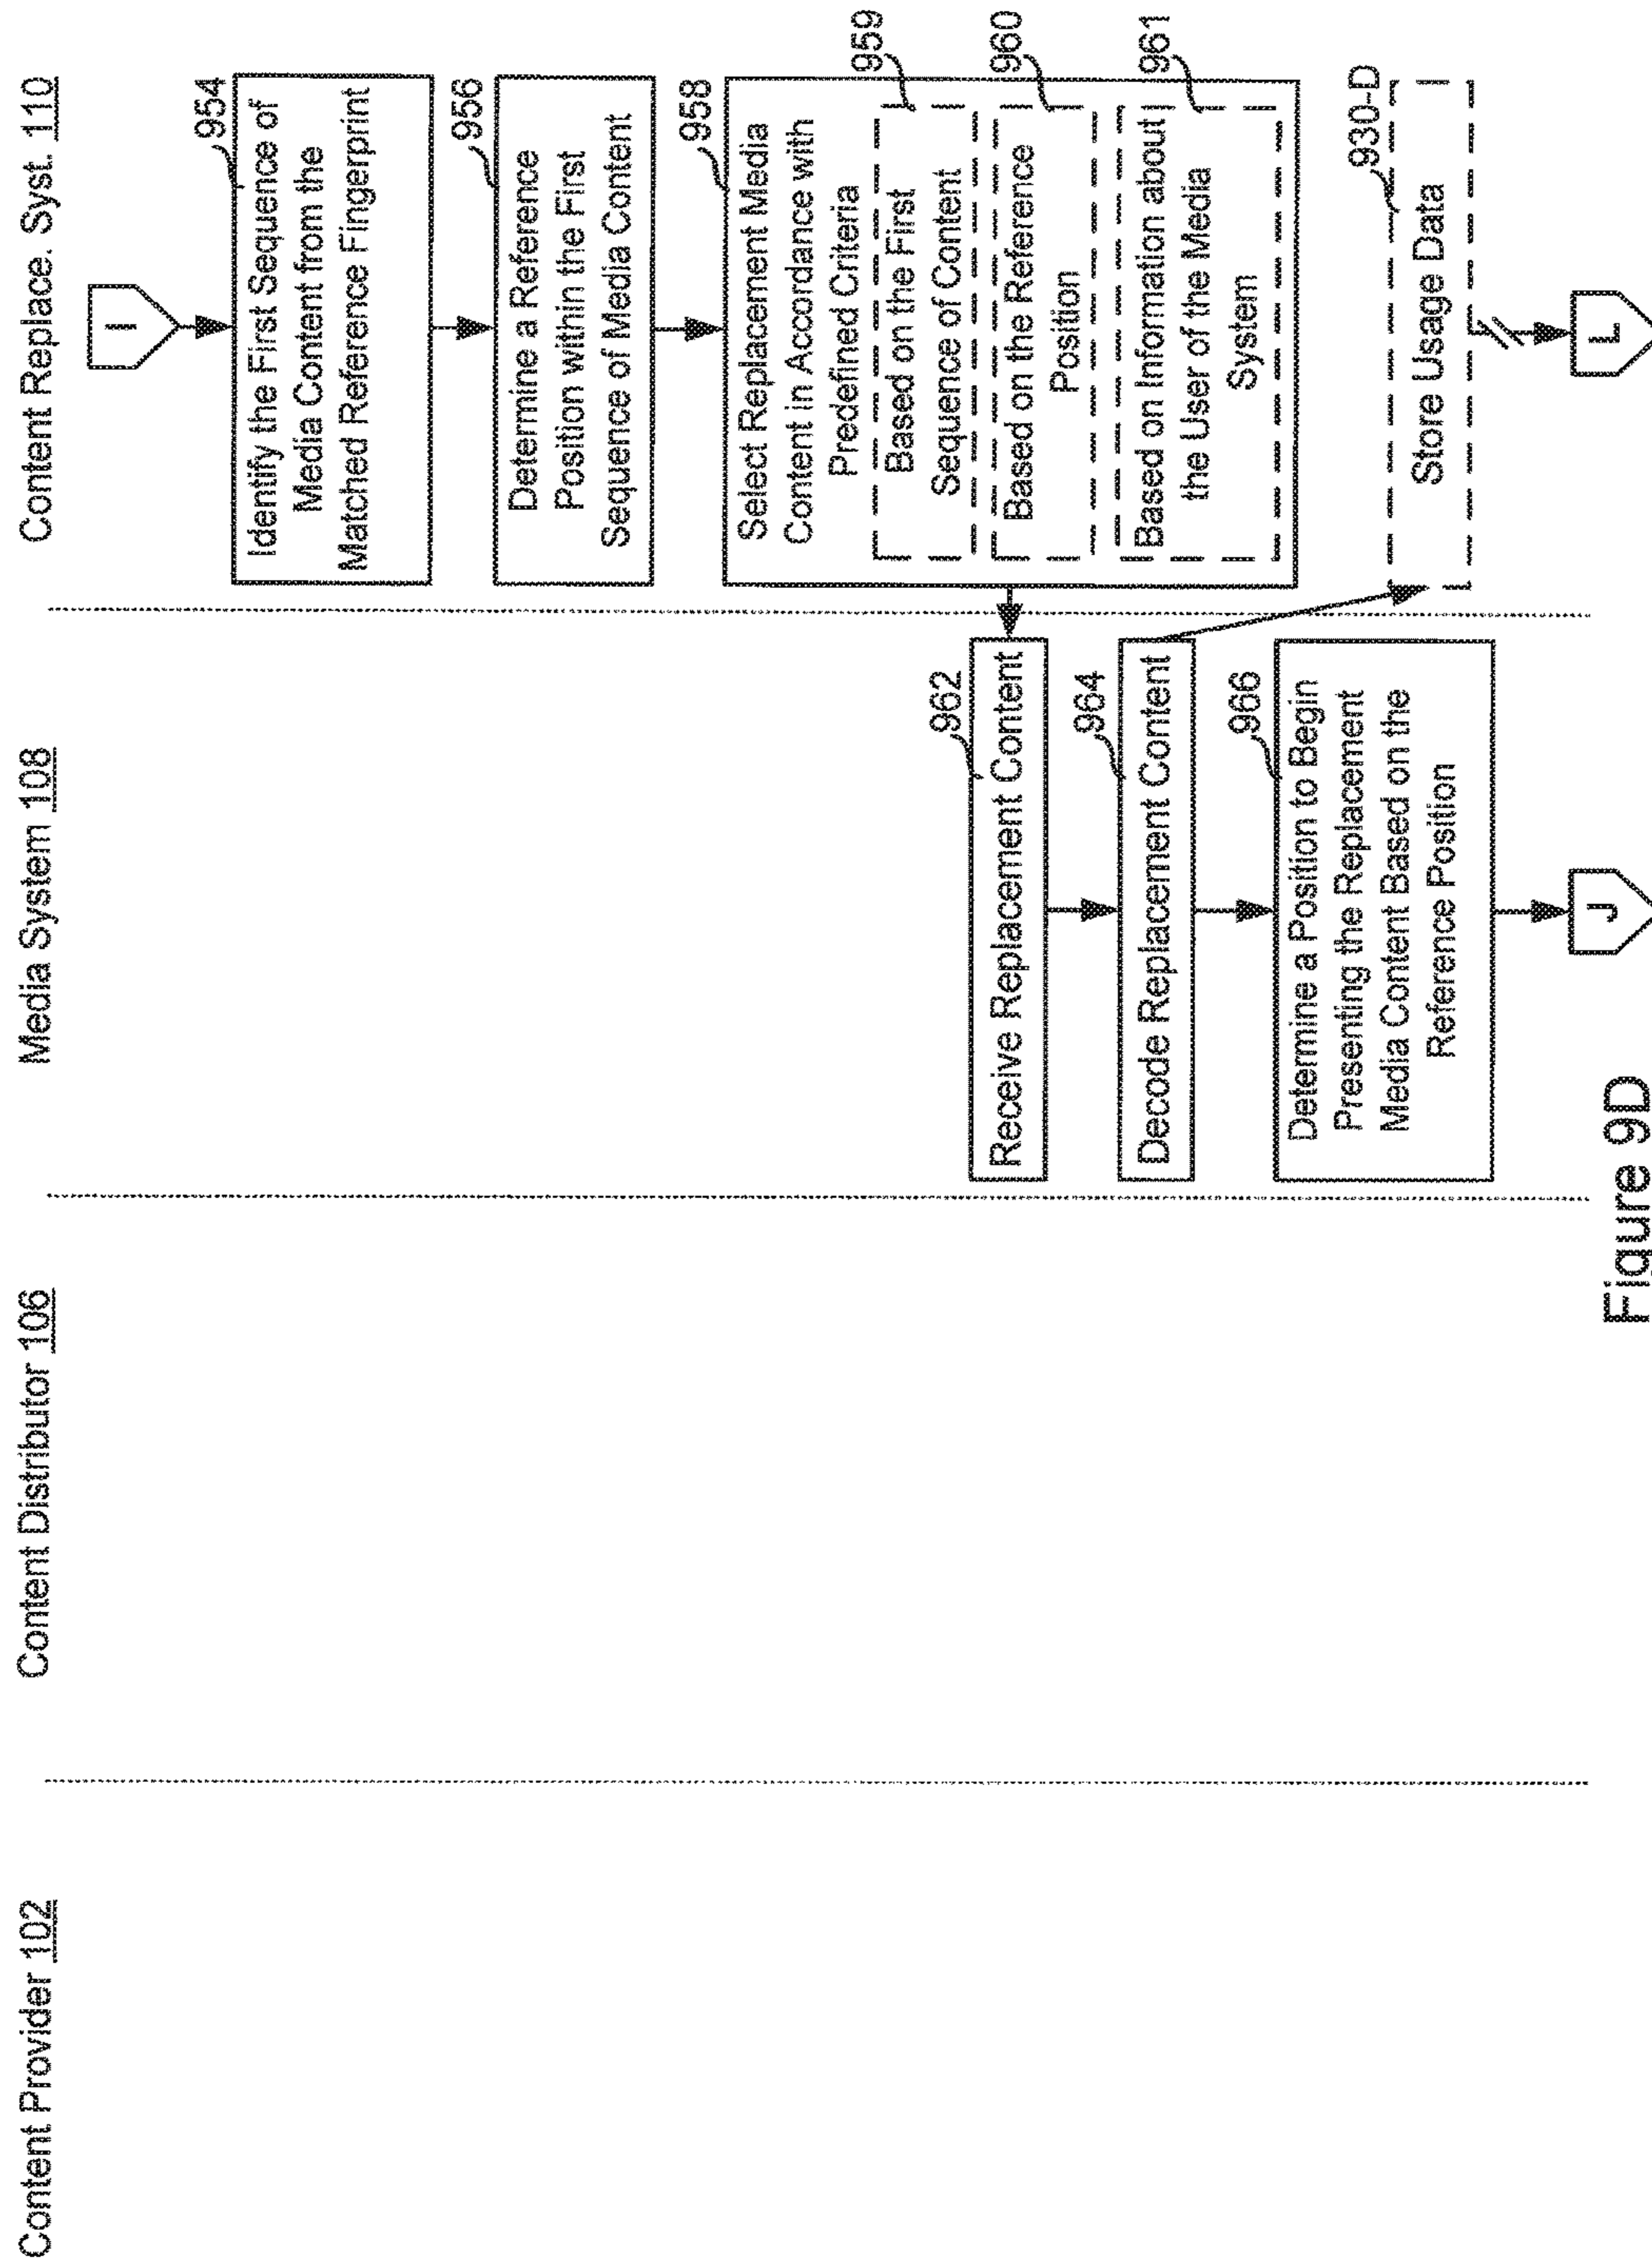 Content Provider 102
Content Distributor 106
Media System 108
Content Replace. Syst. 110
I
954
Identify the First Sequence of
Media Content from the
Matched Reference Fingerprint
956
Determine a Reference
Position within the First
Sequence of Media Content
958
Select Replacement Media
Content in Accordance with
Predefined Criteria
959
Based on the First
Sequence of Content
960
Based on the Reference
Position
961
Based on Information about
the User of the Media
System
962
Receive Replacement Content
964
Decode Replacement Content
966
Determine a Position to Begin
Presenting the Replacement
Media Content Based on the
Reference Position
930-D
Store Usage Data
J
L
Figure 9D